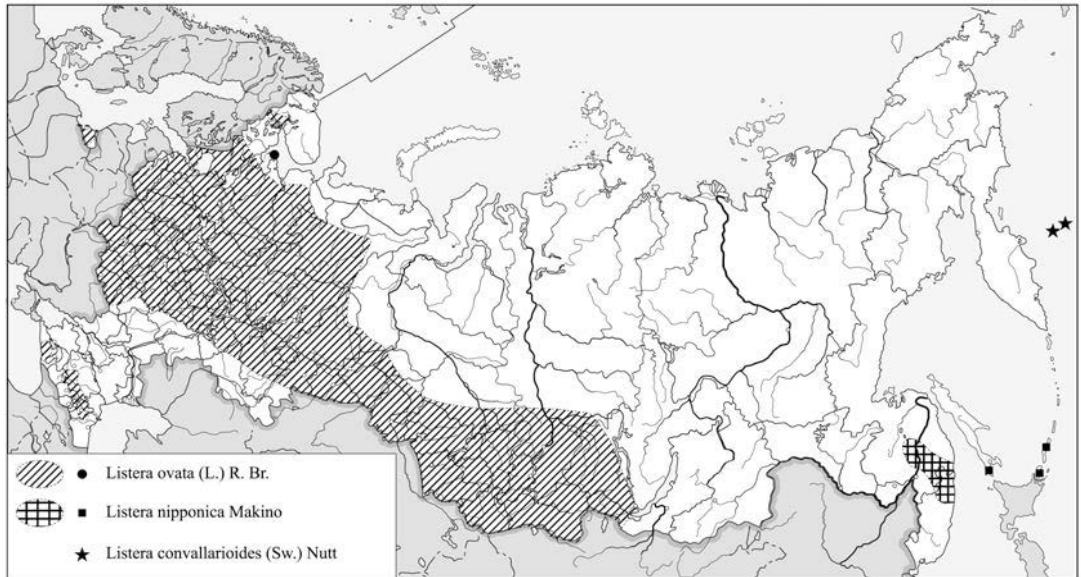 Listera ovata (L.) R. Br.
Listera nipponica Makino
Listera convallarioides (Sw.) Nutt